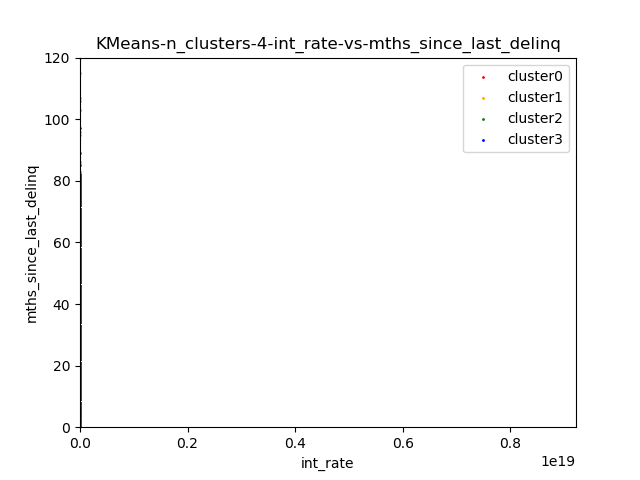 KMeans-n_clusters-4-int_rate-vs-mths_since_last_delinq
120
100
80
60
40
20
0
mths_since_last_delinq
cluster0
cluster1
cluster2
cluster3
0.0 0.2 0.4 0.6 0.8
1e19
int_rate